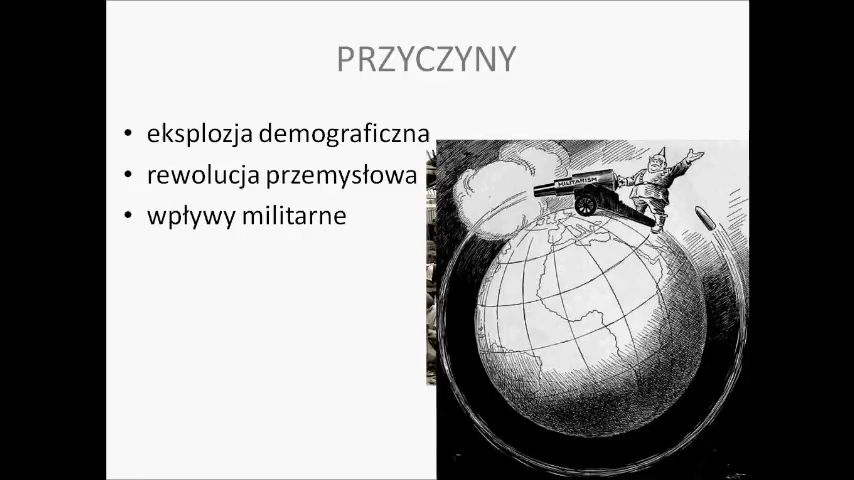 PRZYCZYNY
• eksplozja demograficzna
• rewolucja przemysłowa
• wpływy militarne
MILITARISM